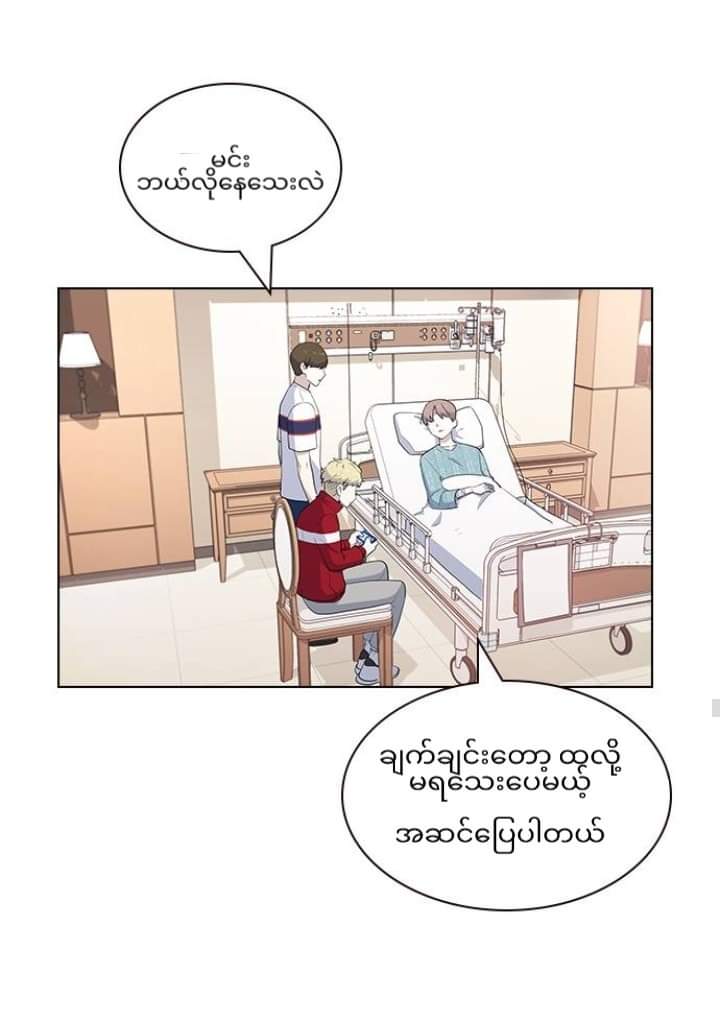 မင်း
ဘယ်လိုနေသေးလဲ
ချက်ချင်းတော့ ထလို့
မရသေးပေမယ့်
အဆင်ပြေပါတယ်